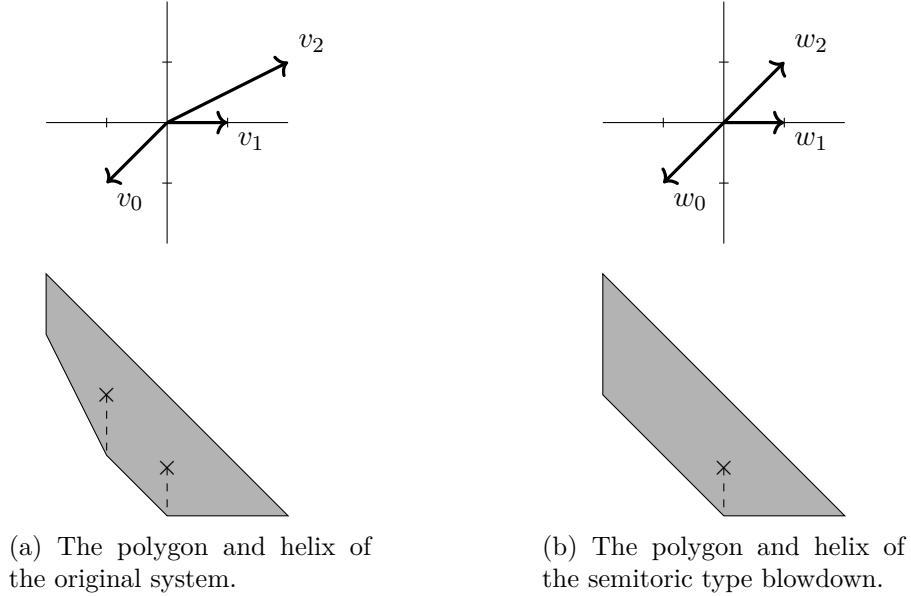 v₂
v₁
v₀
w₂
w₁
w₀
(a) The polygon and helix of
the original system.
(b) The polygon and helix of
the semitoric type blowdown.